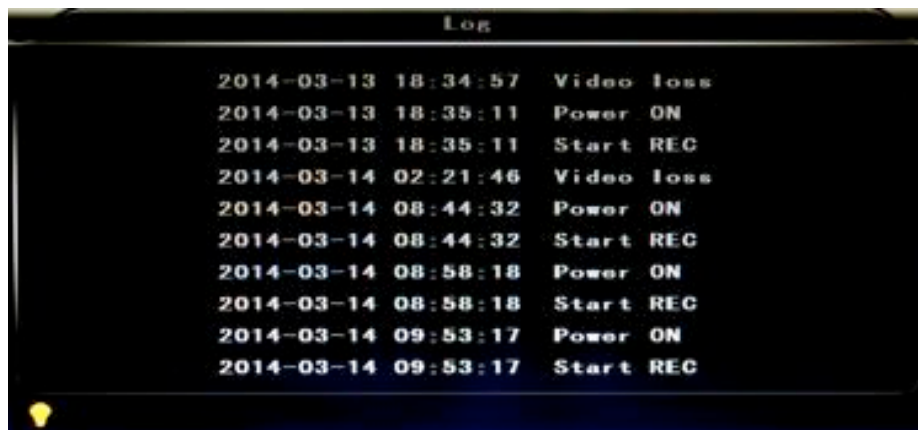 Log
2014-03-13 18:34:57 Video loss
2014-03-13 18:35:11 Power ON
2014-03-13 18:35:11 Start REC
2014-03-14 02:21:46 Video loss
2014-03-14 08:44:32 Power ON
2014-03-14 08:44:32 Start REC
2014-03-14 08:58:18 Power ON
2014-03-14 08:58:18 Start REC
2014-03-14 09:53:17 Power ON
2014-03-14 09:53:17 Start REC